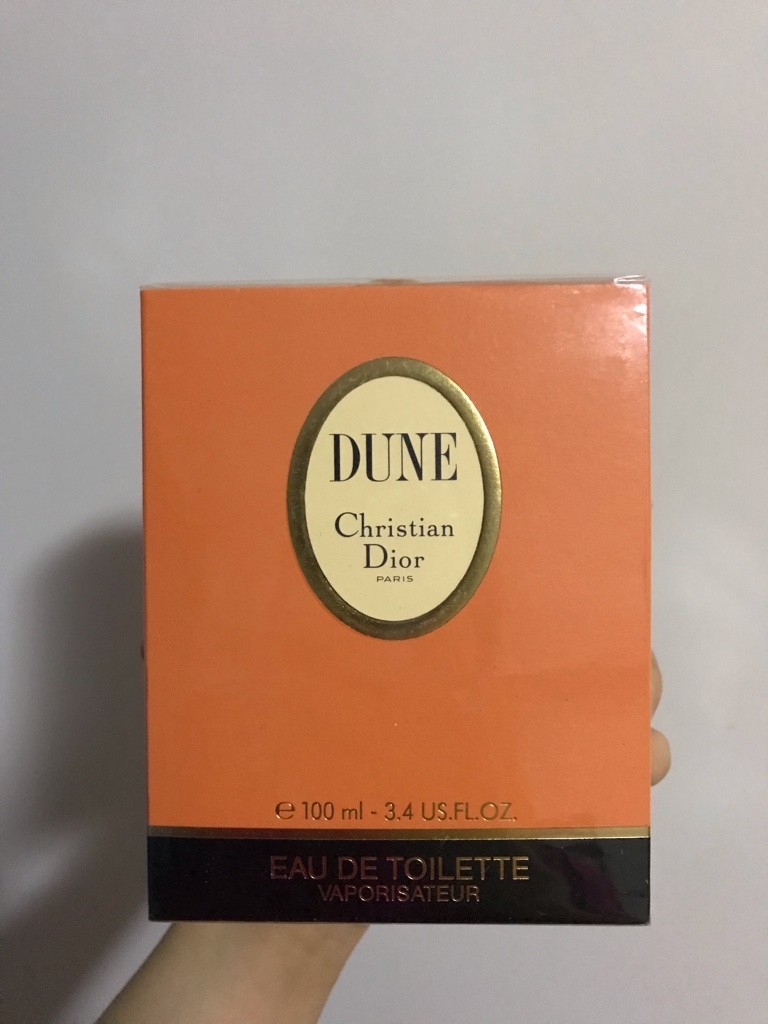 DUNE
Christian
Dior
PARIS
℮ 100 ml - 3.4 US.FL.OZ.
EAU DE TOILETTE
VAPORISATEUR